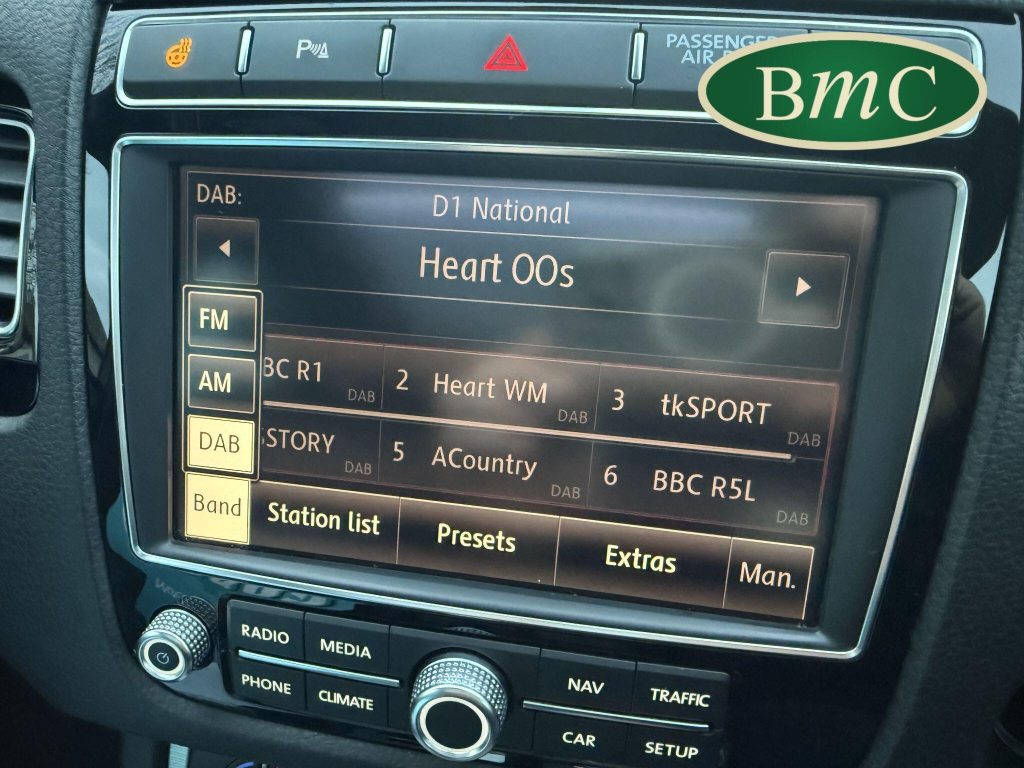 P
PASSENGER
AIR
BmC
DAB:
D1 National
Heart 00s
FM
AM
DAB
Band
BC R1
DAB
2 Heart WM
DAB
3 tkSPORT
DAB
STORY
DAB
5 ACountry
DAB
6 BBC R5L
DAB
Station list
Presets
Extras
Man.
RADIO
MEDIA
PHONE
CLIMATE
NAV
TRAFFIC
CAR
SETUP